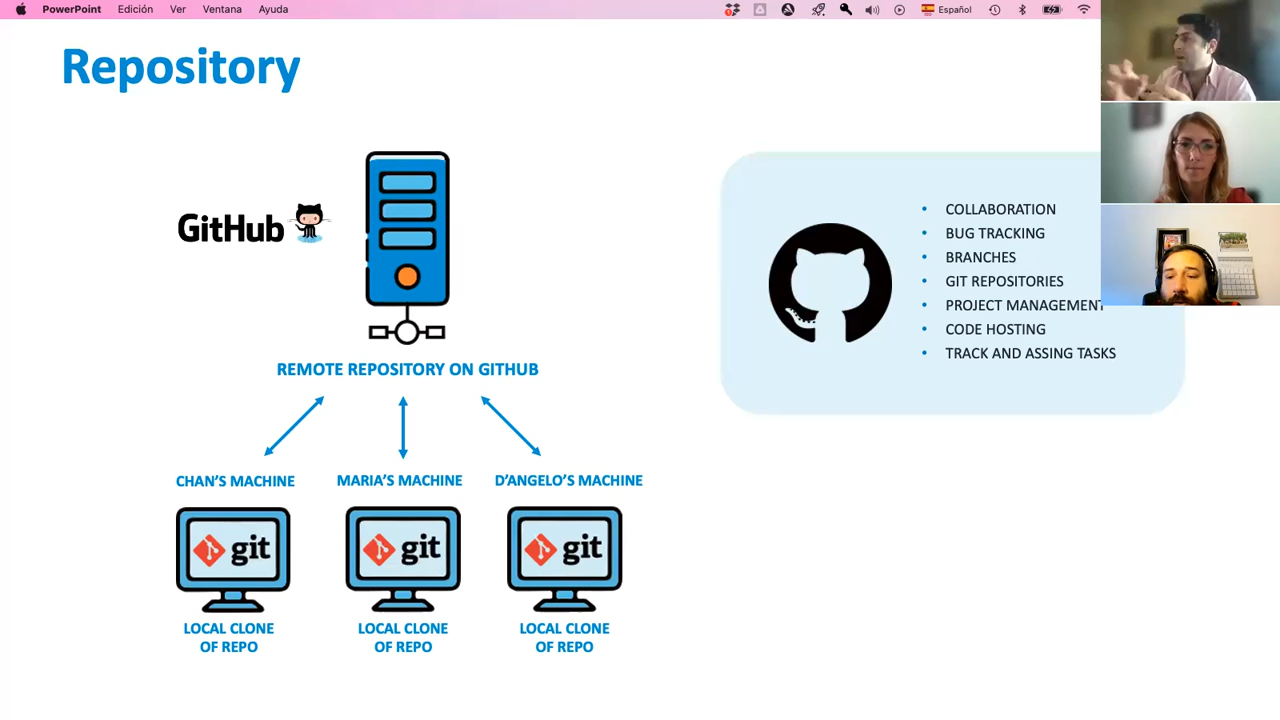 PowerPoint Edición Ver Ventana Ayuda Español
Repository
GitHub
REMOTE REPOSITORY ON GITHUB
CHAN'S MACHINE MARIA'S MACHINE D'ANGELO'S MACHINE
git git git
LOCAL CLONE OF REPO
LOCAL CLONE OF REPO
LOCAL CLONE OF REPO
• COLLABORATION
• BUG TRACKING
• BRANCHES
• GIT REPOSITORIES
• PROJECT MANAGEMENT
• CODE HOSTING
• TRACK AND ASSING TASKS